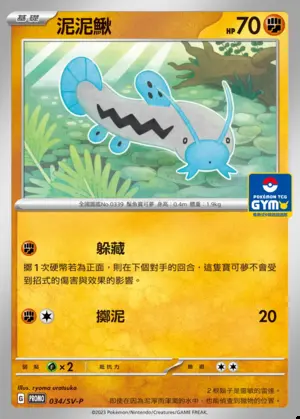 基礎 泥泥鰍 HP 70
POKÉMON TCG
GYM
全國圖鑑No.0339 鬚魚寶可夢 身高：0.4m 體重：1.9kg
躲藏
擲1次硬幣若為正面，則在下個對手的回合，這隻寶可夢不會受
到招式的傷害與效果的影響。
擲泥 20
弱點 ×2 抵抗力 撤退
illus. ryoma uratsuka
G PROMO 034/SV-P
©2023 Pokémon/Nintendo/Creatures/GAME FREAK.